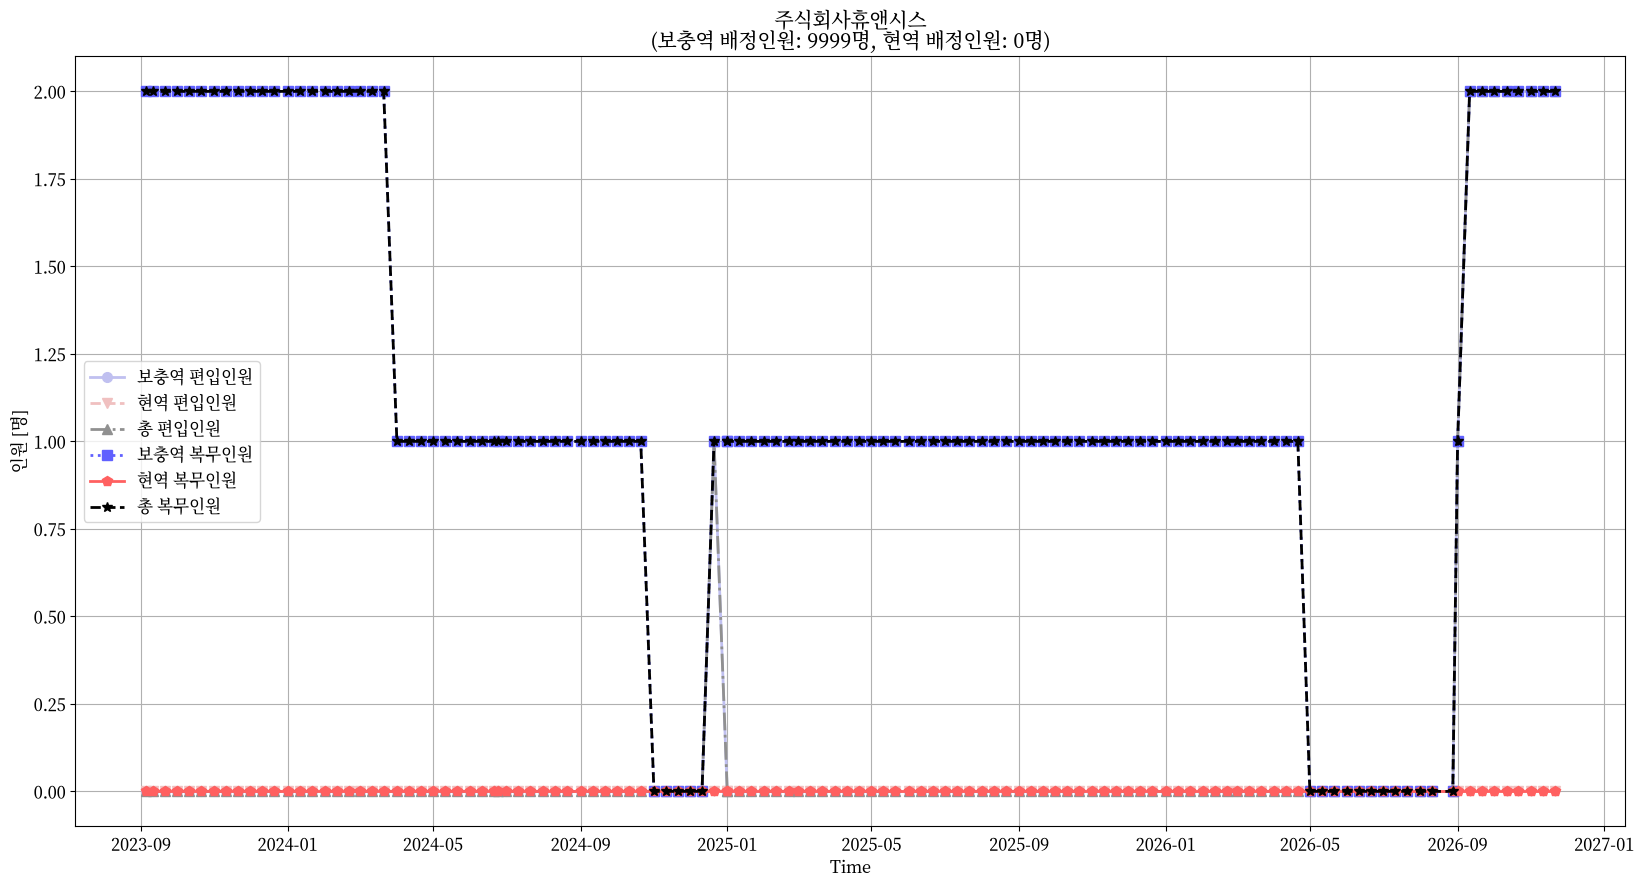 주식회사휴앤시스
(보충역 배정인원: 9999명, 현역 배정인원: 0명)
인원 [명]
2.00
1.75
1.50
1.25
1.00
0.75
0.50
0.25
0.00
보충역 편입인원
현역 편입인원
총 편입인원
보충역 복무인원
현역 복무인원
총 복무인원
2023-09
2024-01
2024-05
2024-09
2025-01
2025-05
2025-09
2026-01
2026-05
2026-09
2027-01
Time